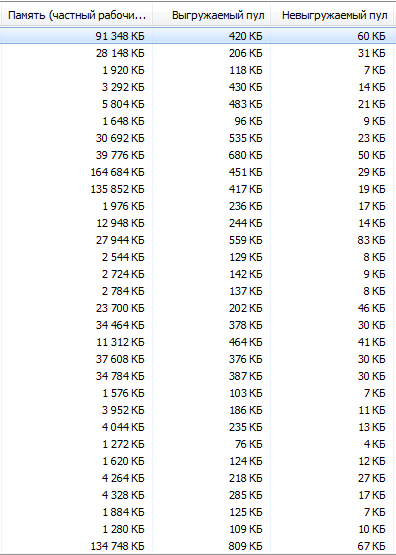 Память (частный рабочи... Выгружаемый пул Невыгружаемый пул
91 348 КБ 420 КБ 60 КБ
28 148 КБ 206 КБ 31 КБ
1 920 КБ 118 КБ 7 КБ
3 292 КБ 430 КБ 14 КБ
5 804 КБ 483 КБ 21 КБ
1 648 КБ 96 КБ 9 КБ
30 692 КБ 535 КБ 23 КБ
39 776 КБ 680 КБ 50 КБ
164 684 КБ 451 КБ 29 КБ
135 852 КБ 417 КБ 19 КБ
1 976 КБ 236 КБ 17 КБ
12 948 КБ 244 КБ 14 КБ
27 944 КБ 559 КБ 83 КБ
2 544 КБ 129 КБ 8 КБ
2 724 КБ 142 КБ 9 КБ
2 784 КБ 137 КБ 8 КБ
23 700 КБ 202 КБ 46 КБ
34 464 КБ 378 КБ 30 КБ
11 312 КБ 464 КБ 41 КБ
37 608 КБ 376 КБ 30 КБ
34 784 КБ 387 КБ 30 КБ
1 576 КБ 103 КБ 7 КБ
3 952 КБ 186 КБ 11 КБ
4 044 КБ 235 КБ 13 КБ
1 272 КБ 76 КБ 4 КБ
1 620 КБ 124 КБ 12 КБ
4 264 КБ 218 КБ 27 КБ
4 328 КБ 285 КБ 17 КБ
1 884 КБ 125 КБ 7 КБ
1 280 КБ 109 КБ 10 КБ
134 748 КБ 809 КБ 67 КБ